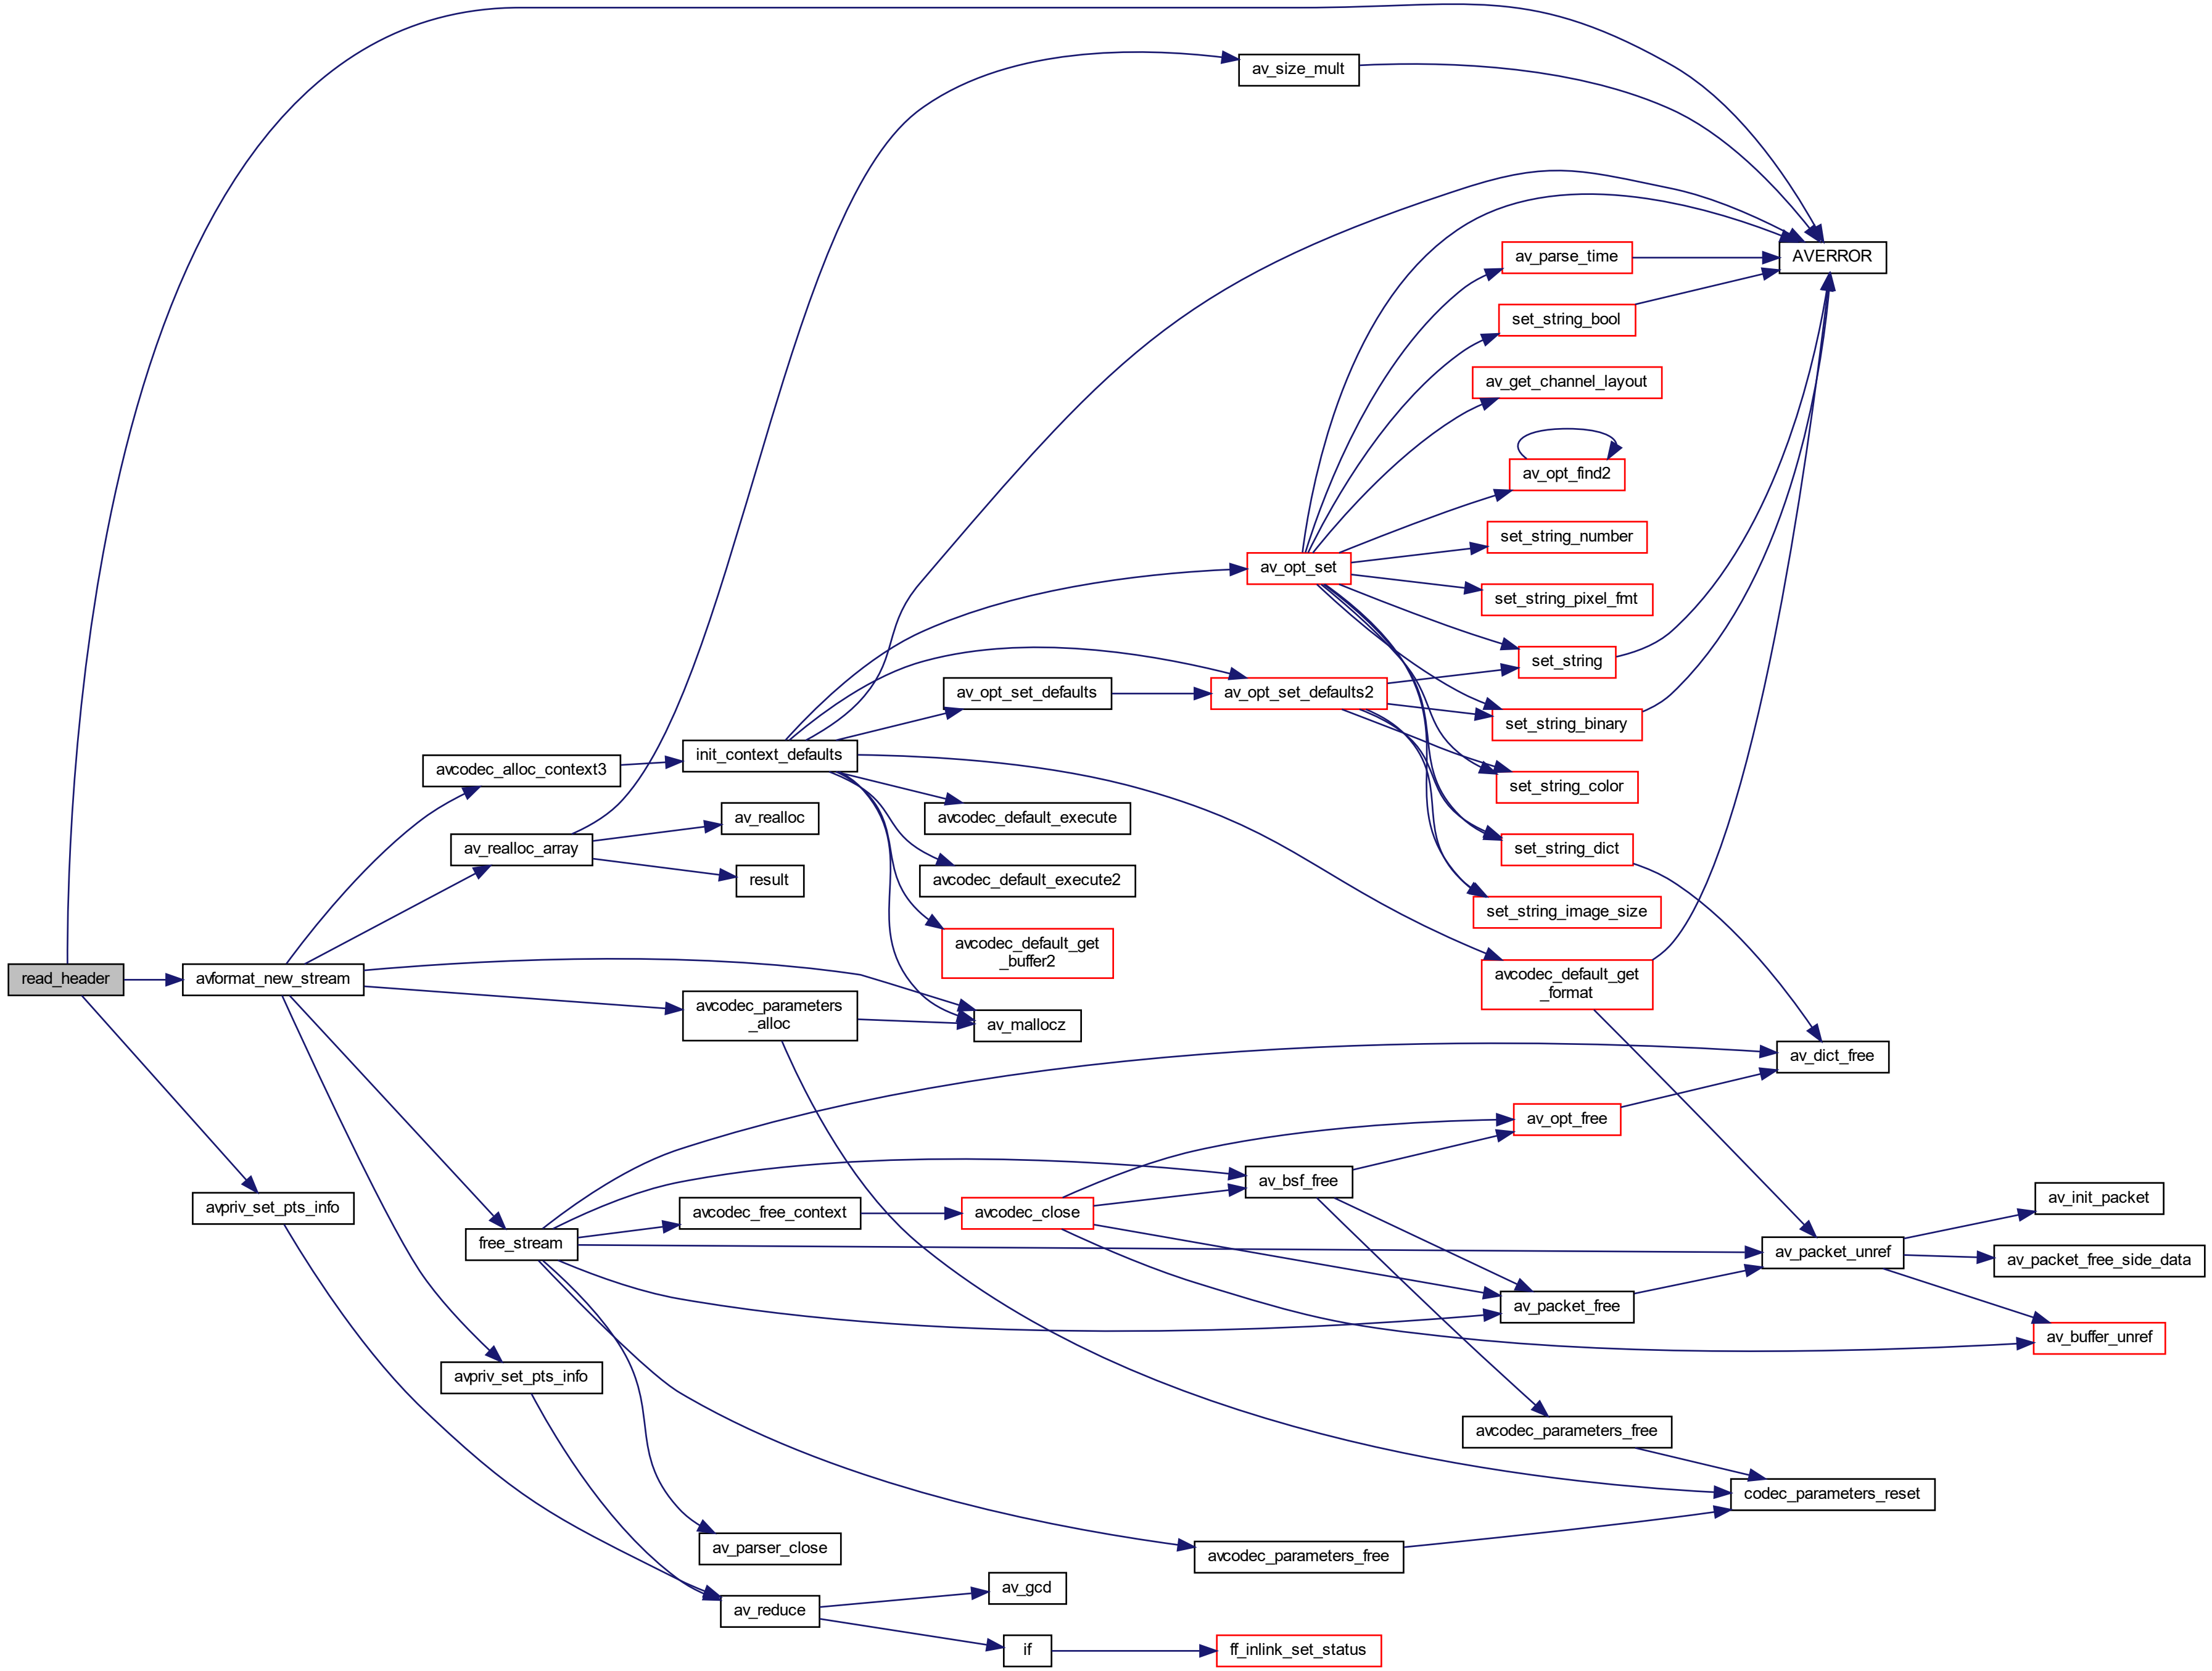 av_size_mult
AVERROR
av_parse_time
set_string_bool
av_get_channel_layout
av_opt_find2
set_string_number
av_opt_set
set_string_pixel_fmt
set_string
av_opt_set_defaults
av_opt_set_defaults2
set_string_binary
init_context_defaults
avcodec_alloc_context3
set_string_color
av_realloc
avcodec_default_execute
av_realloc_array
set_string_dict
result
avcodec_default_execute2
set_string_image_size
avcodec_default_get
_buffer2
read_header
avformat_new_stream
avcodec_default_get
_format
avcodec_parameters
_alloc
av_mallocz
av_dict_free
av_opt_free
av_bsf_free
av_init_packet
avpriv_set_pts_info
avcodec_free_context
avcodec_close
free_stream
av_packet_unref
av_packet_free_side_data
av_packet_free
av_buffer_unref
avpriv_set_pts_info
avcodec_parameters_free
codec_parameters_reset
av_parser_close
avcodec_parameters_free
av_gcd
av_reduce
if
ff_inlink_set_status